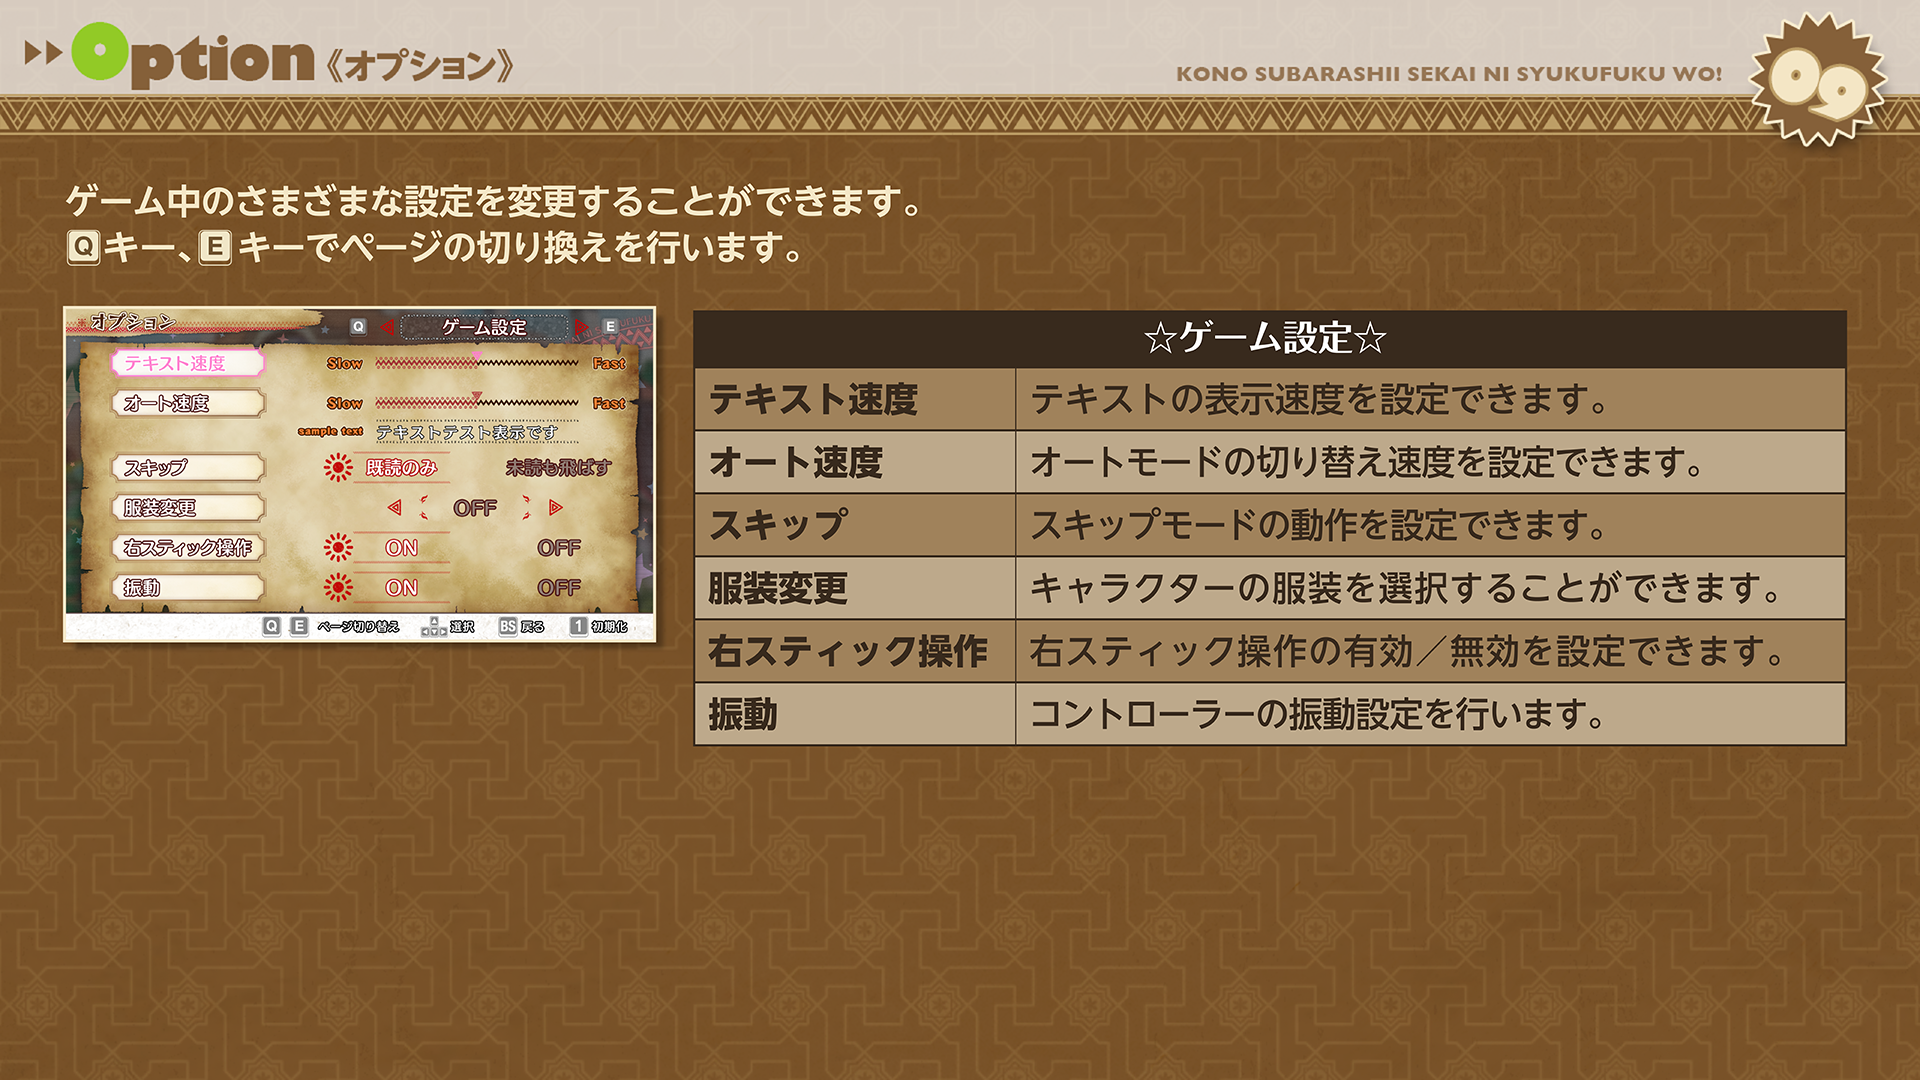 Option《オプション》
KONO SUBARASHII SEKAI NI SYUKUFUKU WO!
09
ゲーム中のさまざまな設定を変更することができます。
Qキー、Eキーでページの切り換えを行います。
オプション
Q ゲーム設定 E
テキスト速度 Slow Fast
オート速度 Slow Fast
sample text テキストテスト表示です
スキップ 既読のみ 未読も飛ばす
服装変更 OFF
右スティック操作 ON OFF
振動 ON OFF
Q E ページ切り替え 選択 BS 戻る 1 初期化
☆ゲーム設定☆
テキスト速度 テキストの表示速度を設定できます。
オート速度 オートモードの切り替え速度を設定できます。
スキップ スキップモードの動作を設定できます。
服装変更 キャラクターの服装を選択することができます。
右スティック操作 右スティック操作の有効／無効を設定できます。
振動 コントローラーの振動設定を行います。